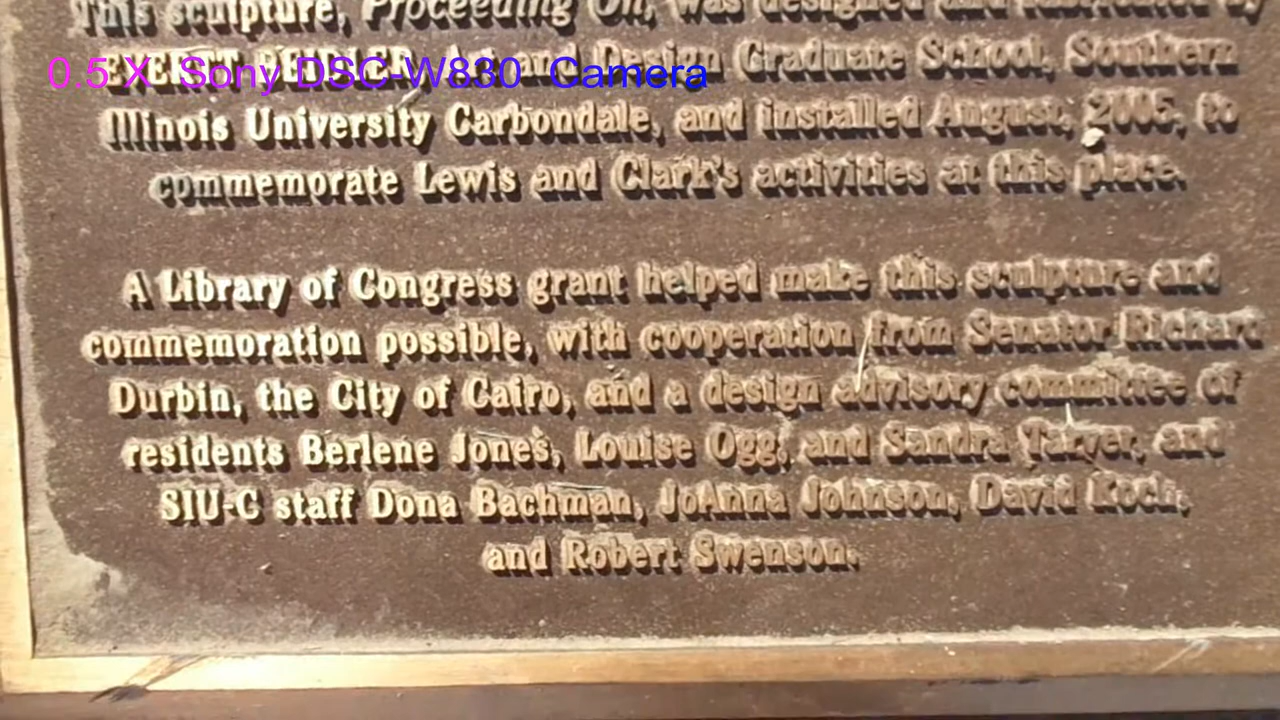 This sculpture, Proceeding On, was designed and fabricated by
0.5 X Sony DSC-W830 Camera
Art and Design Graduate School, Southern
Illinois University Carbondale, and installed August, 2005, to
commemorate Lewis and Clark's activities at this place.
A Library of Congress grant helped make this sculpture and
commemoration possible, with cooperation from Senator Richard
Durbin, the City of Cairo, and a design advisory committee of
residents Berlene Jones, Louise Ogg, and Sandra Tarver, and
SIU-C staff Dona Bachman, JoAnna Johnson, David Koch,
and Robert Swenson.